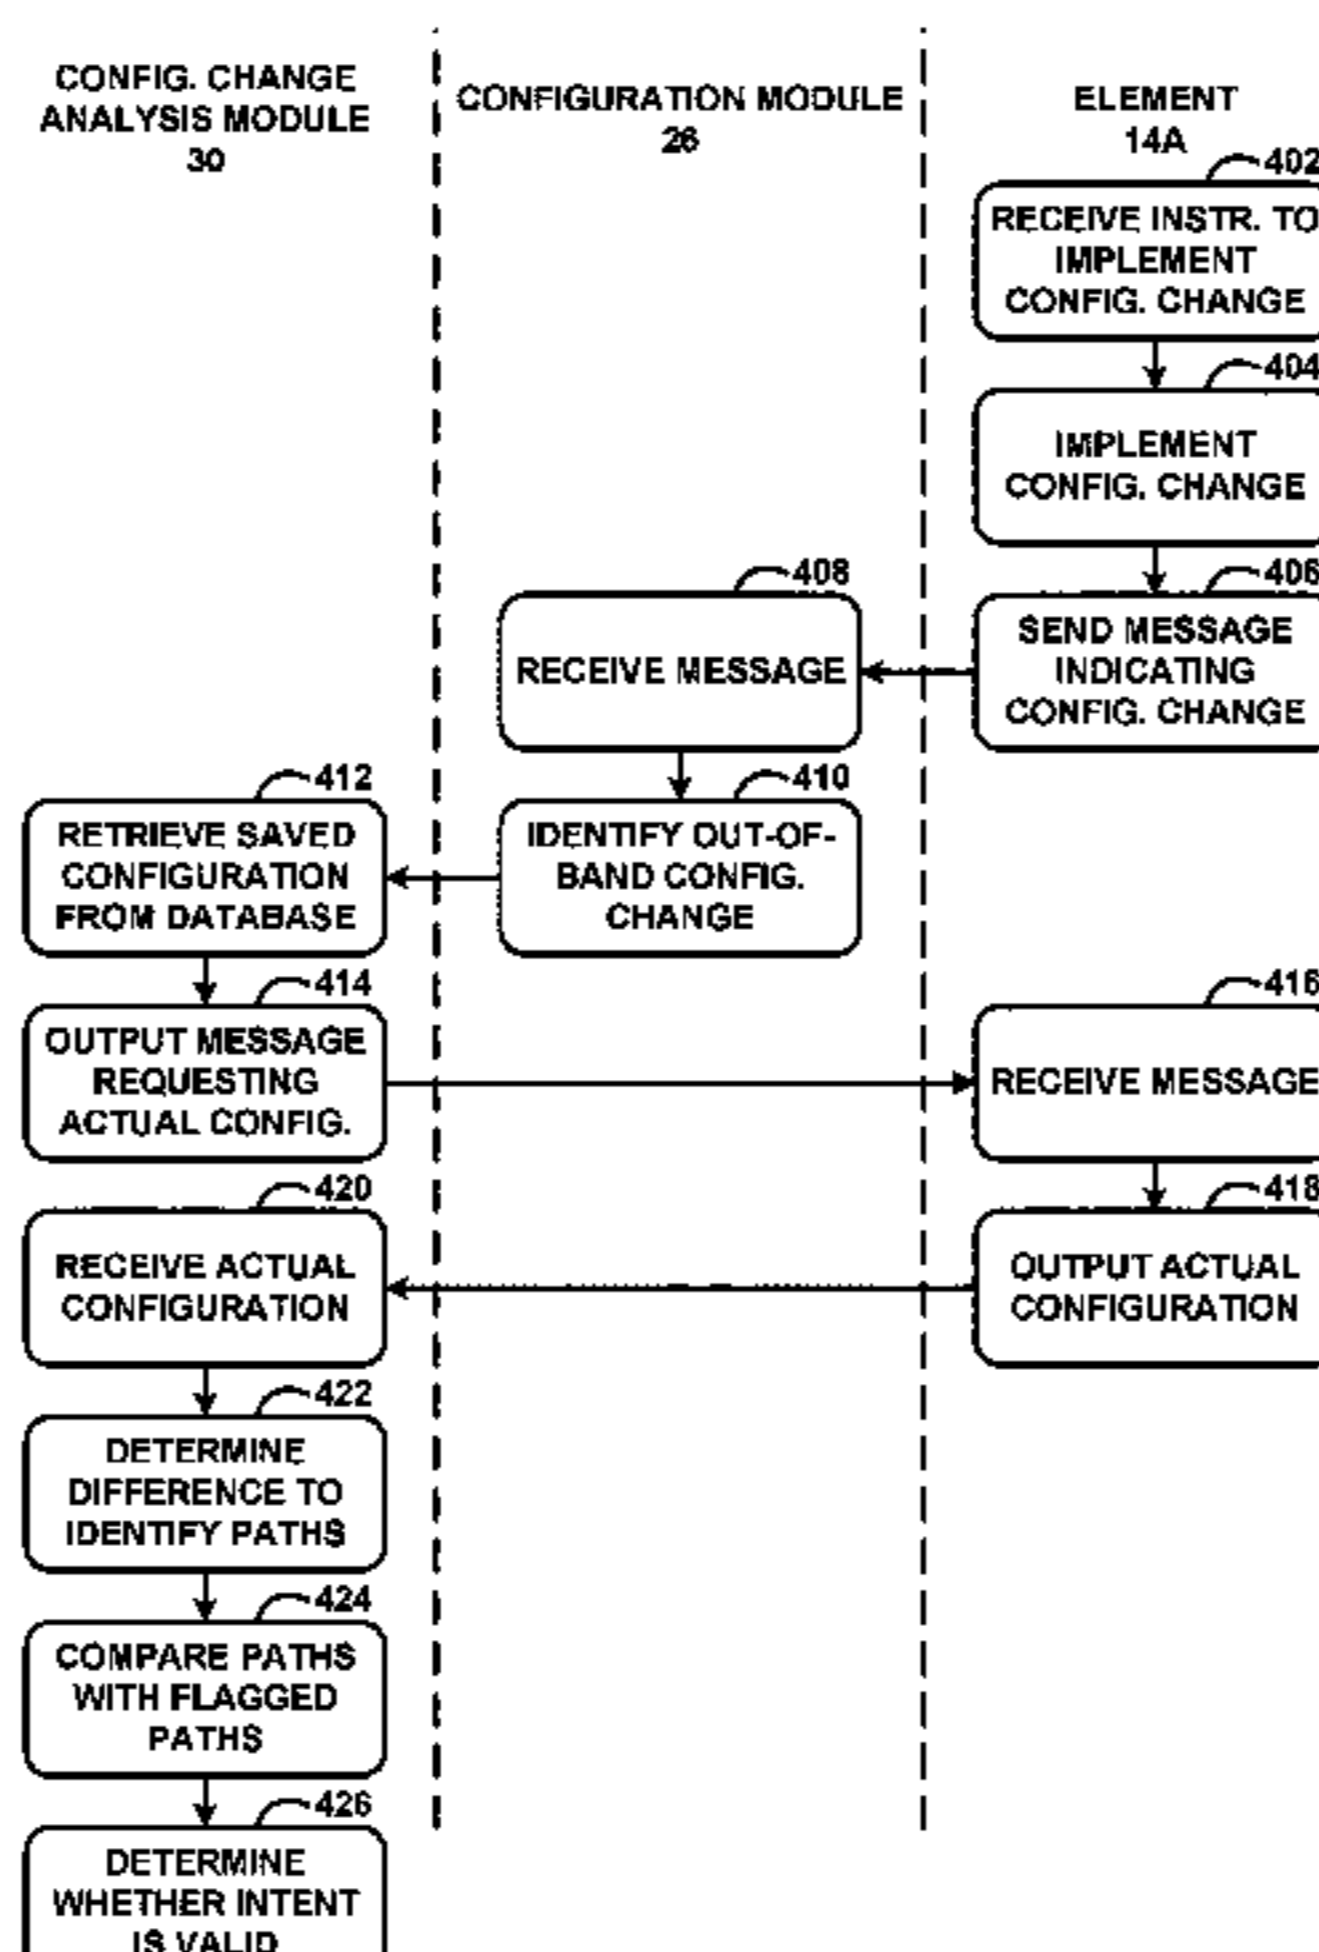 CONFIG. CHANGE
ANALYSIS MODULE
30
CONFIGURATION MODULE
26
ELEMENT
14A
402
RECEIVE INSTR. TO
IMPLEMENT
CONFIG. CHANGE
404
IMPLEMENT
CONFIG. CHANGE
406
SEND MESSAGE
INDICATING
CONFIG. CHANGE
408
RECEIVE MESSAGE
410
IDENTIFY OUT-OF-
BAND CONFIG.
CHANGE
412
RETRIEVE SAVED
CONFIGURATION
FROM DATABASE
414
OUTPUT MESSAGE
REQUESTING
ACTUAL CONFIG.
416
RECEIVE MESSAGE
418
OUTPUT ACTUAL
CONFIGURATION
420
RECEIVE ACTUAL
CONFIGURATION
422
DETERMINE
DIFFERENCE TO
IDENTIFY PATHS
424
COMPARE PATHS
WITH FLAGGED
PATHS
426
DETERMINE
WHETHER INTENT
IS VALID